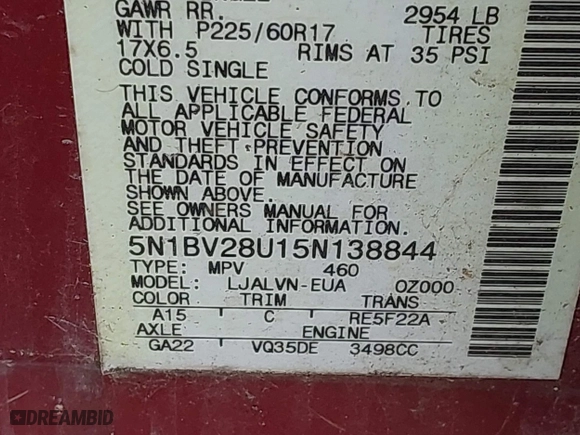 GAWR RR. 2954 LB
WITH P225/60R17 TIRES
17X6.5 RIMS AT 35 PSI
COLD SINGLE
THIS VEHICLE CONFORMS TO
ALL APPLICABLE FEDERAL
MOTOR VEHICLE SAFETY
AND THEFT PREVENTION
STANDARDS IN EFFECT ON
THE DATE OF MANUFACTURE
SHOWN ABOVE.
SEE OWNERS MANUAL FOR
ADDITIONAL INFORMATION.
5N1BV28U15N138844
TYPE: MPV 460
MODEL: LJALVN-EUA OZ000
COLOR TRIM TRANS
A15 C RE5F22A
AXLE ENGINE
GA22 VQ35DE 3498CC
DREAMBID